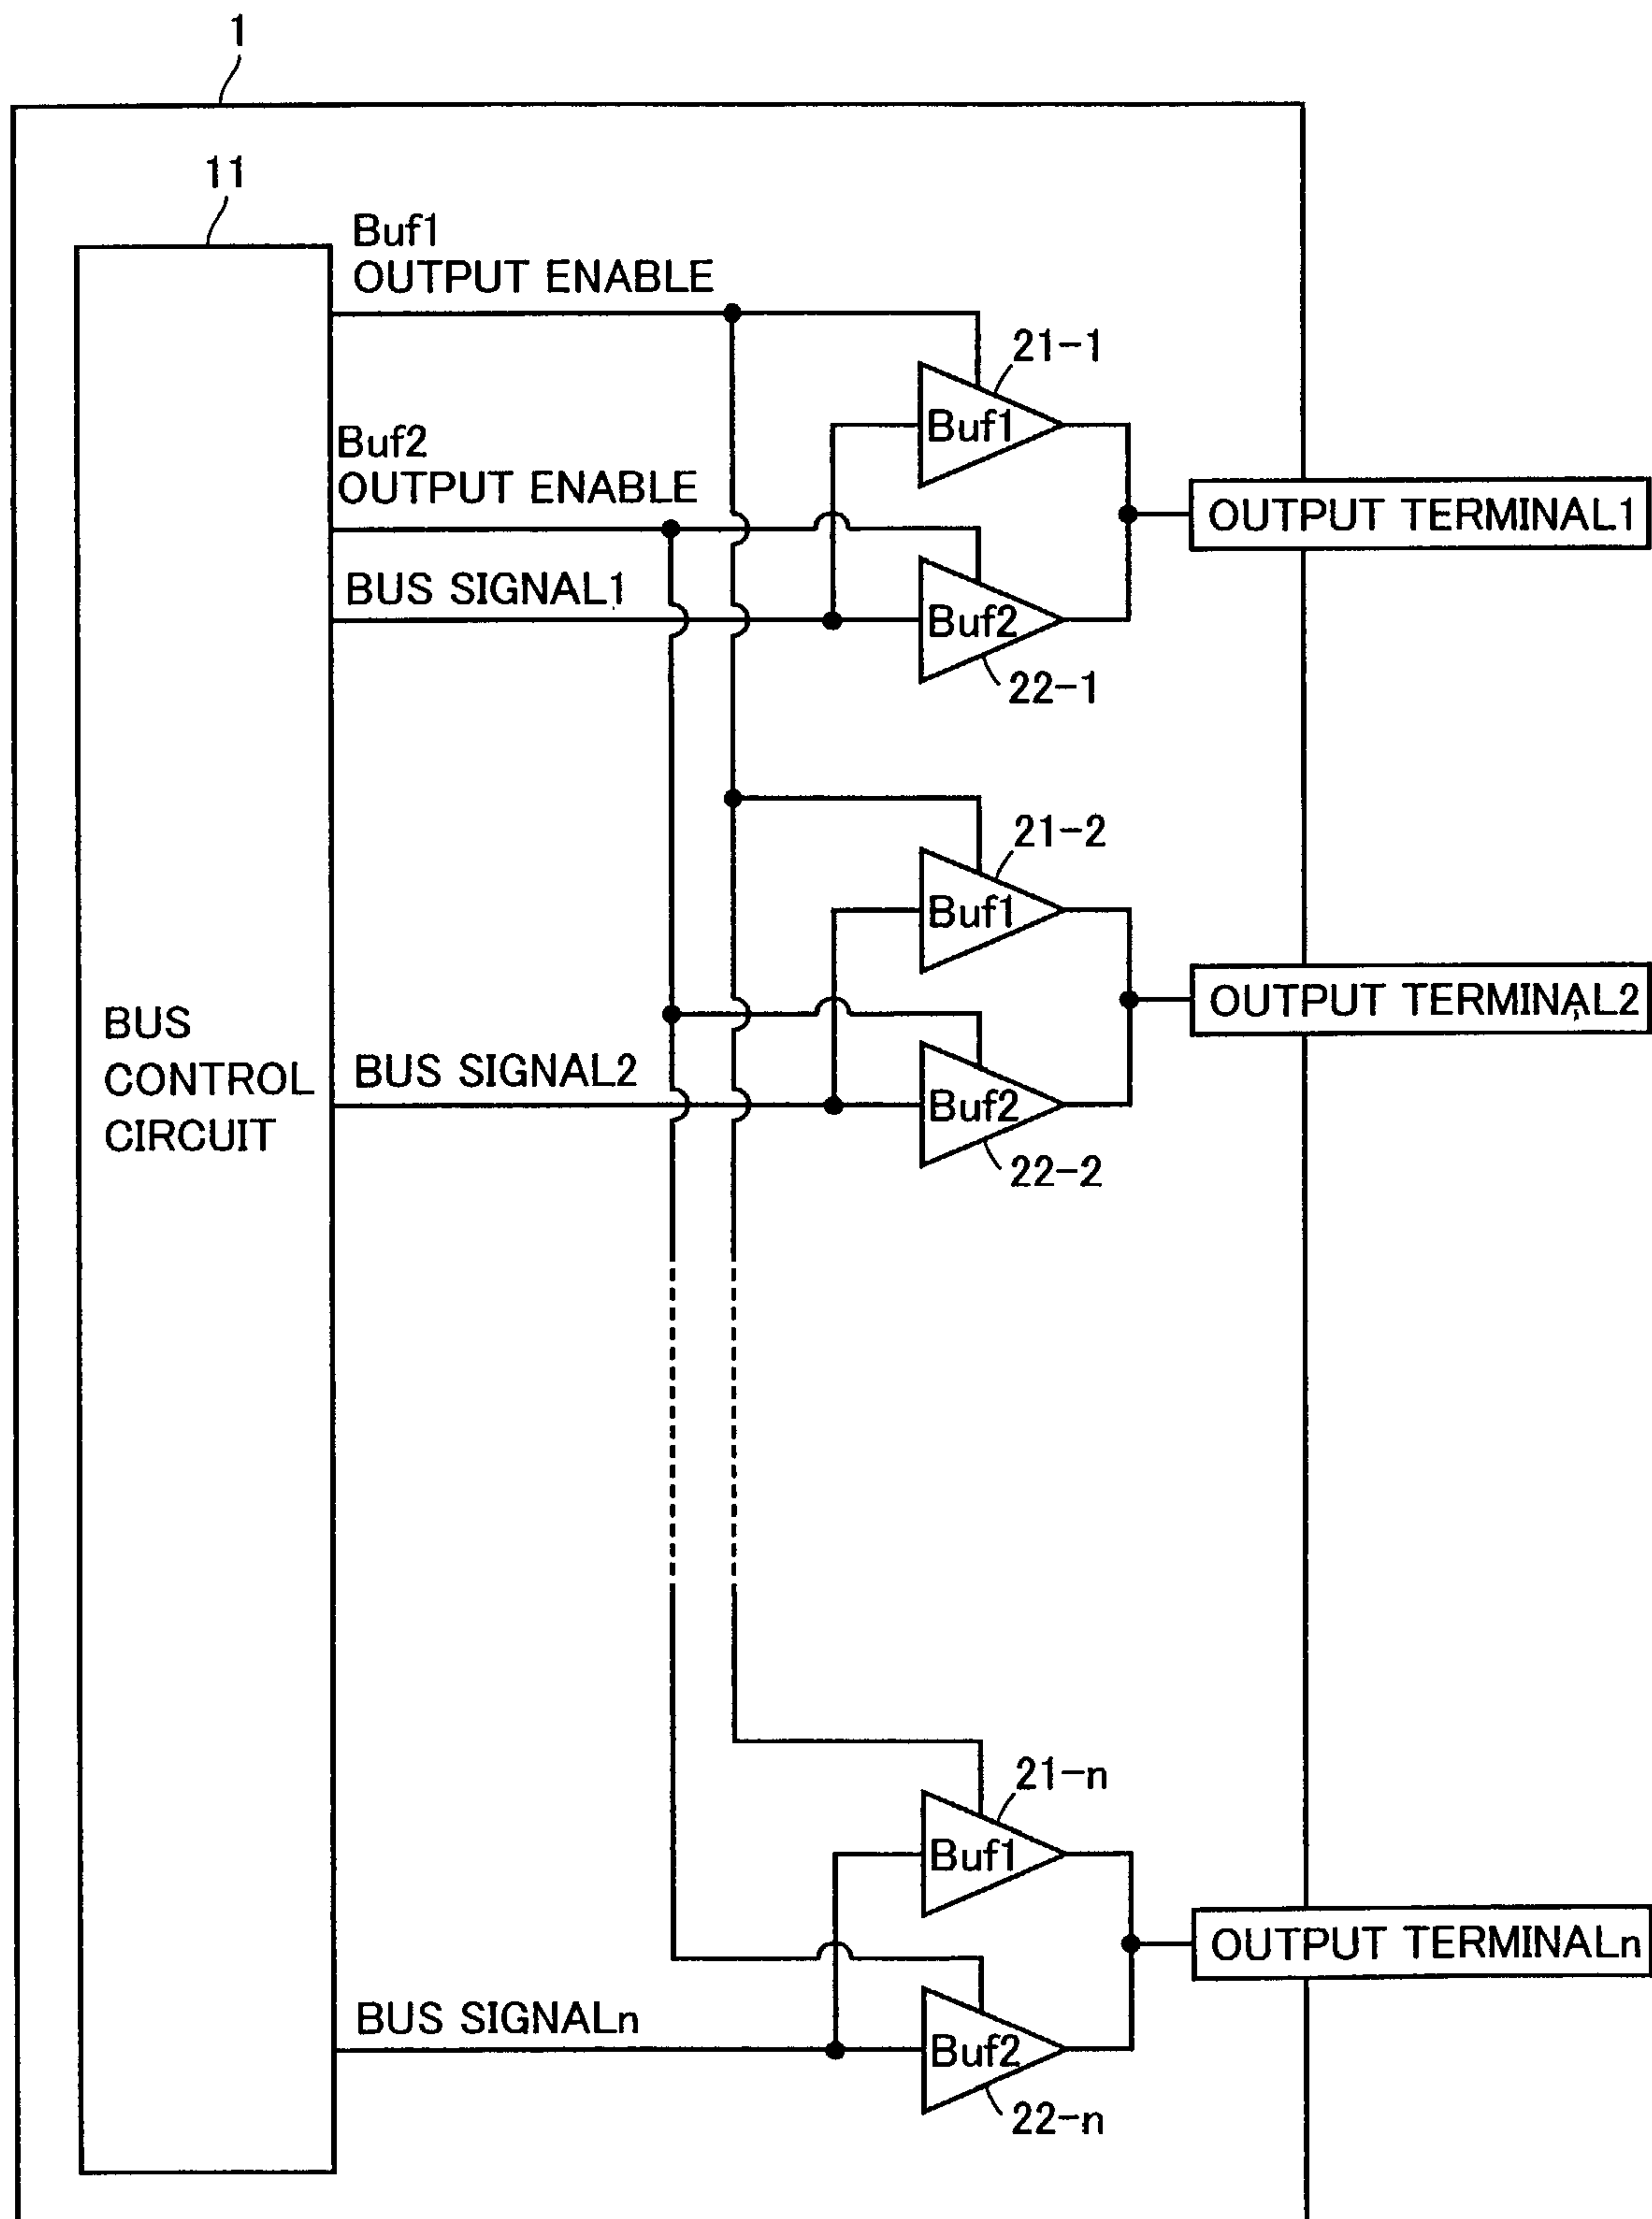 1
11
Buf1
OUTPUT ENABLE
21-1
Buf1
Buf2
OUTPUT ENABLE
OUTPUT TERMINAL1
BUS SIGNAL1
Buf2
22-1
21-2
Buf1
OUTPUT TERMINAL2
BUS
CONTROL
CIRCUIT
BUS SIGNAL2
Buf2
22-2
21-n
Buf1
OUTPUT TERMINALn
BUS SIGNALn
Buf2
22-n